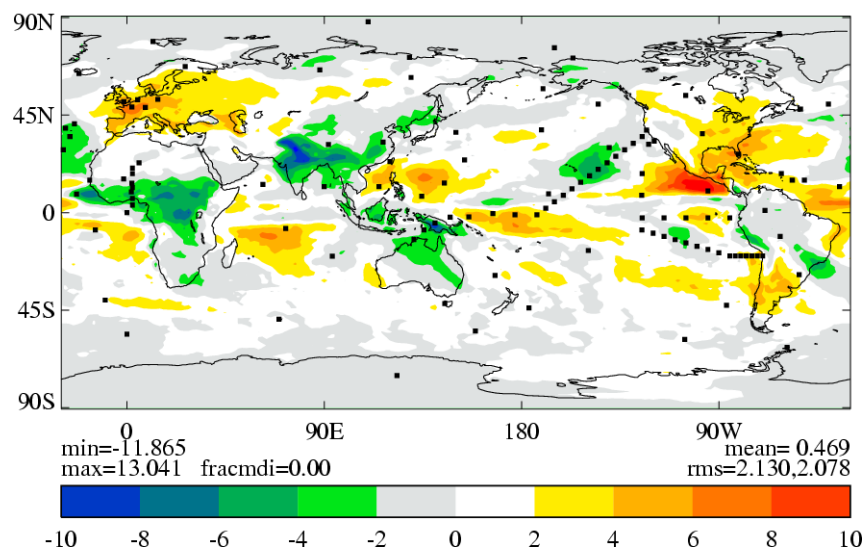 90N
45N
0
45S
90S
0 90E 180 90W
min=-11.865 mean= 0.469
max=13.041 fracmdi=0.00 rms=2.130,2.078
-10 -8 -6 -4 -2 0 2 4 6 8 10